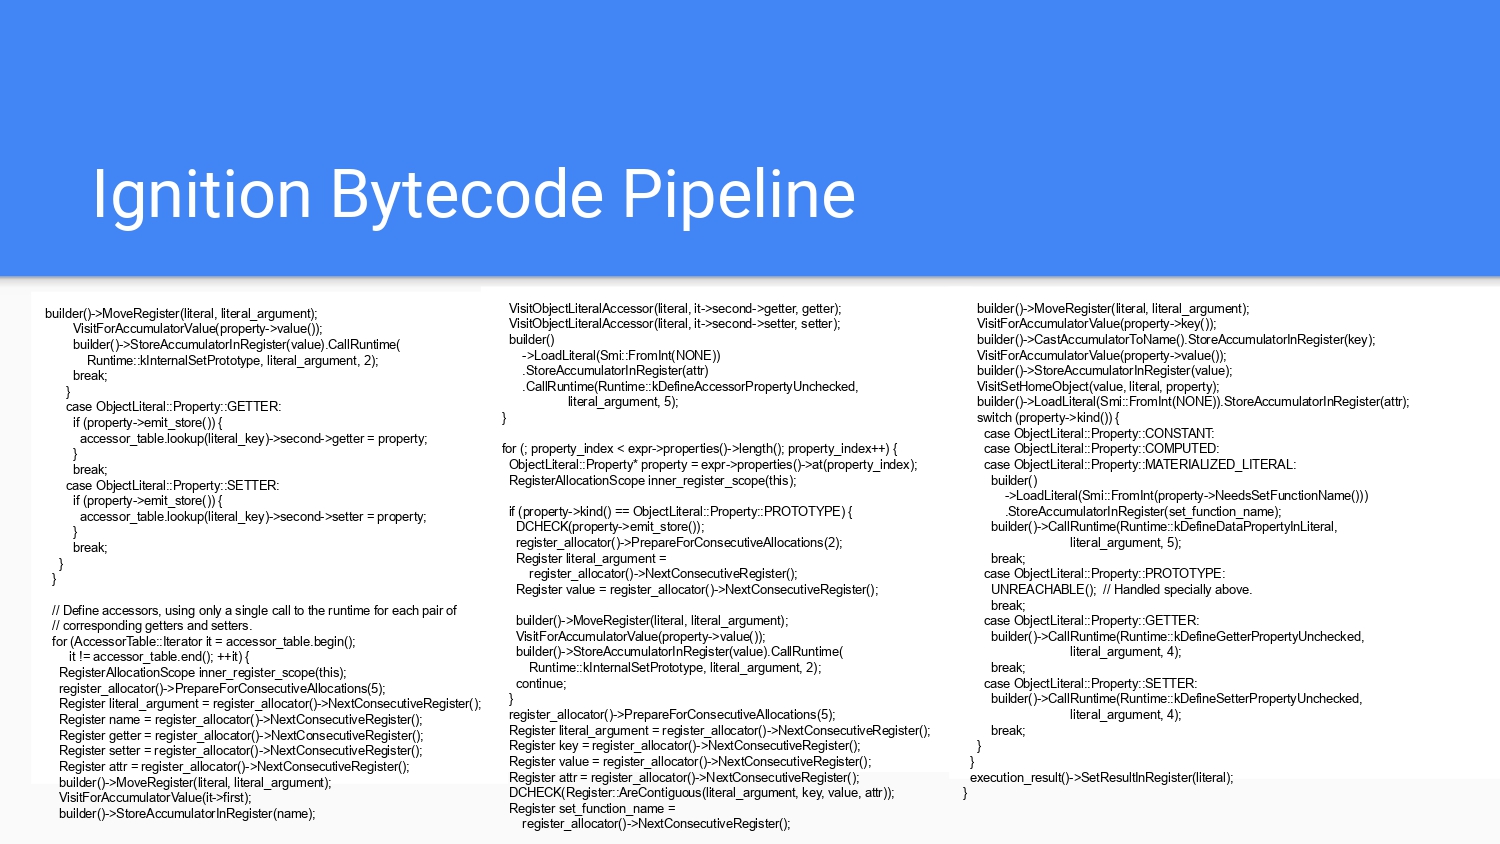 Ignition Bytecode Pipeline
builder()->MoveRegister(literal, literal_argument);
VisitForAccumulatorValue(property->value());
builder()->StoreAccumulatorInRegister(value).CallRuntime(
Runtime::kInternalSetPrototype, literal_argument, 2);
break;
}
case ObjectLiteral::Property::GETTER:
if (property->emit_store()) {
accessor_table.lookup(literal_key)->second->getter = property;
}
break;
case ObjectLiteral::Property::SETTER:
if (property->emit_store()) {
accessor_table.lookup(literal_key)->second->setter = property;
}
break;
}
}
// Define accessors, using only a single call to the runtime for each pair of
// corresponding getters and setters.
for (AccessorTable::Iterator it = accessor_table.begin();
it != accessor_table.end(); ++it) {
RegisterAllocationScope inner_register_scope(this);
register_allocator()->PrepareForConsecutiveAllocations(5);
Register literal_argument = register_allocator()->NextConsecutiveRegister();
Register name = register_allocator()->NextConsecutiveRegister();
Register getter = register_allocator()->NextConsecutiveRegister();
Register setter = register_allocator()->NextConsecutiveRegister();
Register attr = register_allocator()->NextConsecutiveRegister();
builder()->MoveRegister(literal, literal_argument);
VisitForAccumulatorValue(it->first);
builder()->StoreAccumulatorInRegister(name);
VisitObjectLiteralAccessor(literal, it->second->getter, getter);
VisitObjectLiteralAccessor(literal, it->second->setter, setter);
builder()
->LoadLiteral(Smi::FromInt(NONE))
.StoreAccumulatorInRegister(attr)
.CallRuntime(Runtime::kDefineAccessorPropertyUnchecked,
literal_argument, 5);
}
for (; property_index < expr->properties()->length(); property_index++) {
ObjectLiteral::Property* property = expr->properties()->at(property_index);
RegisterAllocationScope inner_register_scope(this);
if (property->kind() == ObjectLiteral::Property::PROTOTYPE) {
DCHECK(property->emit_store());
register_allocator()->PrepareForConsecutiveAllocations(2);
Register literal_argument =
register_allocator()->NextConsecutiveRegister();
Register value = register_allocator()->NextConsecutiveRegister();
builder()->MoveRegister(literal, literal_argument);
VisitForAccumulatorValue(property->value());
builder()->StoreAccumulatorInRegister(value).CallRuntime(
Runtime::kInternalSetPrototype, literal_argument, 2);
continue;
}
register_allocator()->PrepareForConsecutiveAllocations(5);
Register literal_argument = register_allocator()->NextConsecutiveRegister();
Register key = register_allocator()->NextConsecutiveRegister();
Register value = register_allocator()->NextConsecutiveRegister();
Register attr = register_allocator()->NextConsecutiveRegister();
DCHECK(Register::AreContiguous(literal_argument, key, value, attr));
Register set_function_name =
register_allocator()->NextConsecutiveRegister();
builder()->MoveRegister(literal, literal_argument);
VisitForAccumulatorValue(property->key());
builder()->CastAccumulatorToName().StoreAccumulatorInRegister(key);
VisitForAccumulatorValue(property->value());
builder()->StoreAccumulatorInRegister(value);
VisitSetHomeObject(value, literal, property);
builder()->LoadLiteral(Smi::FromInt(NONE)).StoreAccumulatorInRegister(attr);
switch (property->kind()) {
case ObjectLiteral::Property::CONSTANT:
case ObjectLiteral::Property::COMPUTED:
case ObjectLiteral::Property::MATERIALIZED_LITERAL:
builder()
->LoadLiteral(Smi::FromInt(property->NeedsSetFunctionName()))
.StoreAccumulatorInRegister(set_function_name);
builder()->CallRuntime(Runtime::kDefineDataPropertyInLiteral,
literal_argument, 5);
break;
case ObjectLiteral::Property::PROTOTYPE:
UNREACHABLE();  // Handled specially above.
break;
case ObjectLiteral::Property::GETTER:
builder()->CallRuntime(Runtime::kDefineGetterPropertyUnchecked,
literal_argument, 4);
break;
case ObjectLiteral::Property::SETTER:
builder()->CallRuntime(Runtime::kDefineSetterPropertyUnchecked,
literal_argument, 4);
break;
}
}
execution_result()->SetResultInRegister(literal);
}